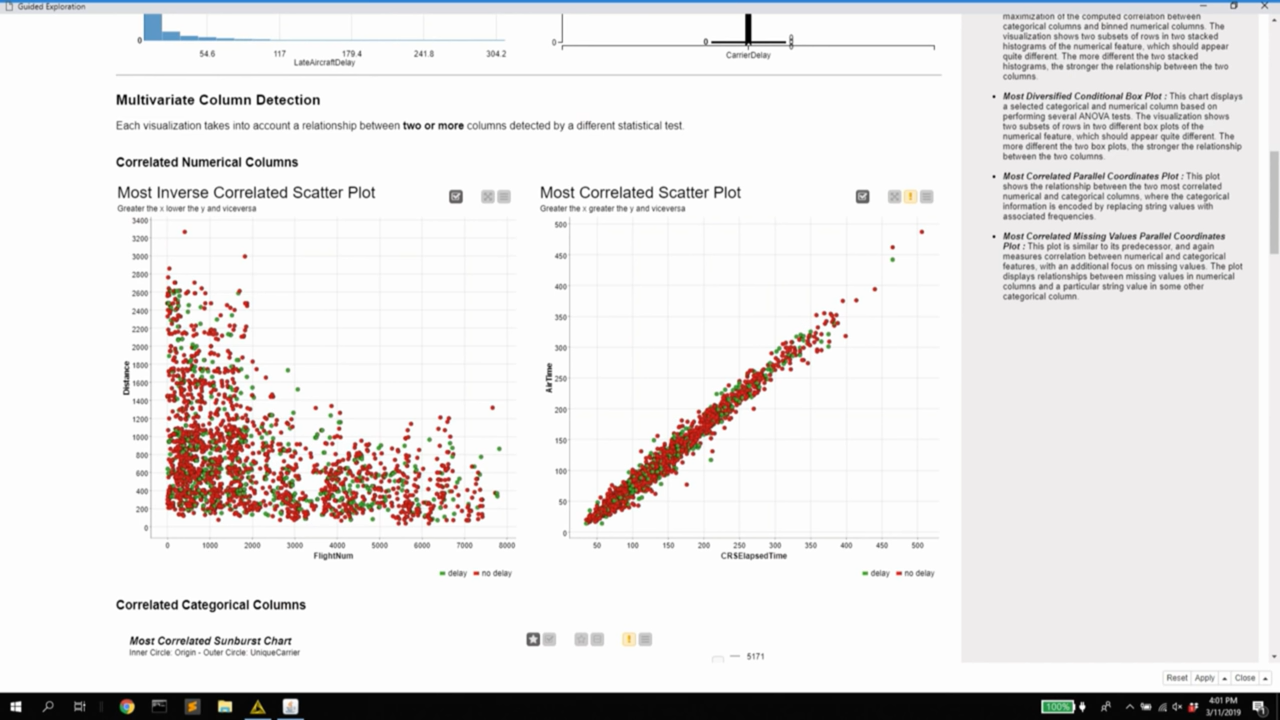 Guided Exploration
0
54.6
117
179.4
241.8
304.2
LateAircraftDelay
0
0
8
8
CarrierDelay
Multivariate Column Detection
Each visualization takes into account a relationship between two or more columns detected by a different statistical test.
Correlated Numerical Columns
Most Inverse Correlated Scatter Plot
Greater the x lower the y and viceversa
3400
3200
3000
2800
2600
2400
2200
2000
1800
1600
1400
1200
1000
800
600
400
200
0
Distance
0
1000
2000
3000
4000
5000
6000
7000
8000
FlightNum
delay
no delay
Most Correlated Scatter Plot
Greater the x greater the y and viceversa
500
450
400
350
300
250
200
150
100
50
0
AirTime
50
100
150
200
250
300
350
400
450
500
CRSElapsedTime
delay
no delay
Correlated Categorical Columns
Most Correlated Sunburst Chart
Inner Circle: Origin - Outer Circle: UniqueCarrier
5171
maximization of the computed correlation between
categorical columns and binned numerical columns. The
visualization shows two subsets of rows in two stacked
histograms of the numerical feature, which should appear
quite different. The more different the two stacked
histograms, the stronger the relationship between the two
columns.
• Most Diversified Conditional Box Plot : This chart displays
a selected categorical and numerical column based on
performing several ANOVA tests. The visualization shows
two subsets of rows in two different box plots of the
numerical feature, which should appear quite different. The
more different the two box plots, the stronger the relationship
between the two columns.
• Most Correlated Parallel Coordinates Plot : This plot
shows the relationship between the two most correlated
numerical and categorical columns, where the categorical
information is encoded by replacing string values with
associated frequencies.
• Most Correlated Missing Values Parallel Coordinates
Plot : This plot is similar to its predecessor, and again
measures correlation between numerical and categorical
features, with an additional focus on missing values. The plot
displays relationships between missing values in numerical
columns and a particular string value in some other
categorical column.
Reset
Apply
Close
100%
4:01 PM
3/11/2019